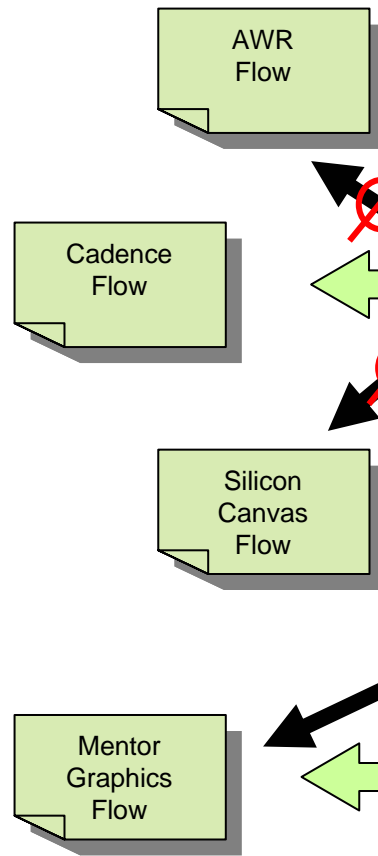 AWR
Flow
Cadence
Flow
Silicon
Canvas
Flow
Mentor
Graphics
Flow